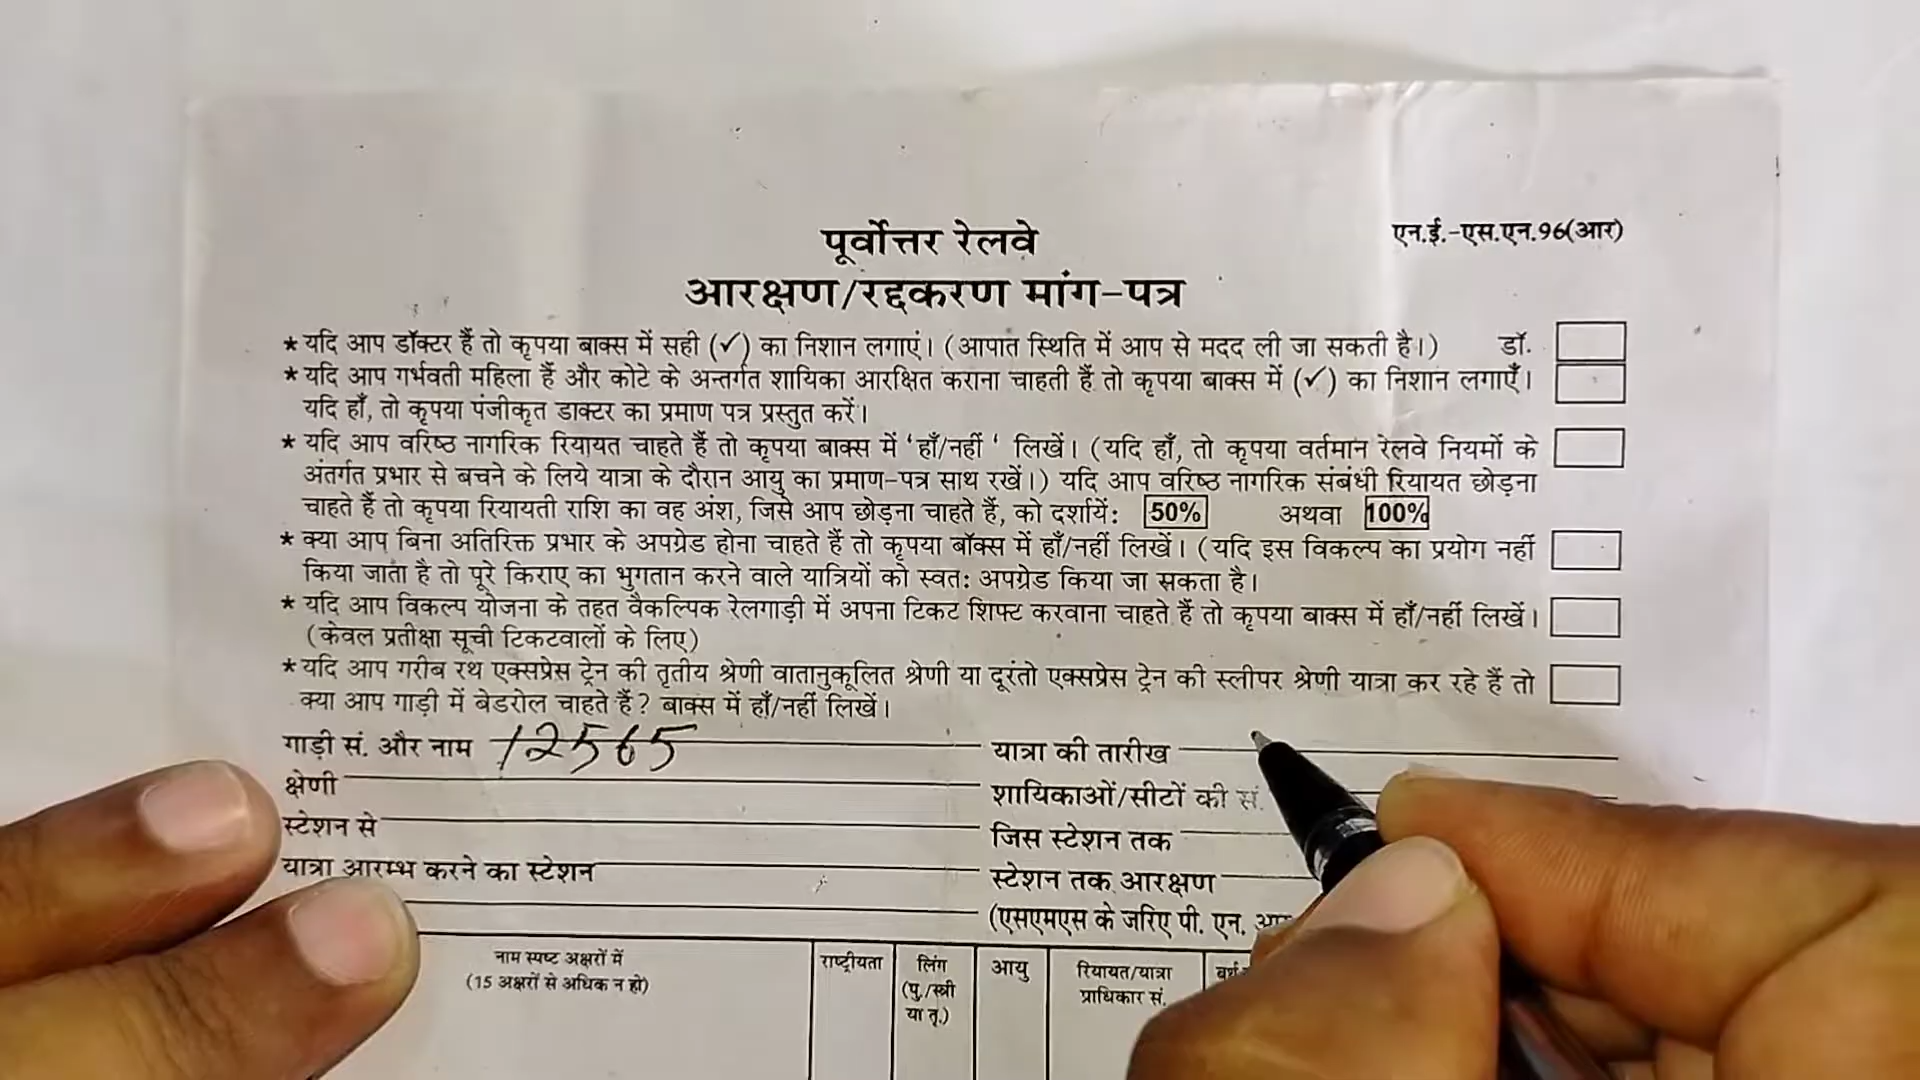 पूर्वोत्तर रेलवे
एन.ई.-एस.एन.96(आर)
आरक्षण/रद्दकरण मांग-पत्र
* यदि आप डॉक्टर हैं तो कृपया बाक्स में सही (✓) का निशान लगाएं। (आपात स्थिति में आप से मदद ली जा सकती है।) डॉ.
* यदि आप गर्भवती महिला हैं और कोटे के अन्तर्गत शायिका आरक्षित कराना चाहती हैं तो कृपया बाक्स में (✓) का निशान लगाएँ।
यदि हाँ, तो कृपया पंजीकृत डाक्टर का प्रमाण पत्र प्रस्तुत करें।
* यदि आप वरिष्ठ नागरिक रियायत चाहते हैं तो कृपया बाक्स में 'हाँ/नहीं ' लिखें। (यदि हाँ, तो कृपया वर्तमान रेलवे नियमों के
अंतर्गत प्रभार से बचने के लिये यात्रा के दौरान आयु का प्रमाण-पत्र साथ रखें।) यदि आप वरिष्ठ नागरिक संबंधी रियायत छोड़ना
चाहते हैं तो कृपया रियायती राशि का वह अंश, जिसे आप छोड़ना चाहते हैं, को दर्शायें: 50% अथवा 100%
* क्या आप बिना अतिरिक्त प्रभार के अपग्रेड होना चाहते हैं तो कृपया बॉक्स में हाँ/नहीं लिखें। (यदि इस विकल्प का प्रयोग नहीं
किया जाता है तो पूरे किराए का भुगतान करने वाले यात्रियों को स्वत: अपग्रेड किया जा सकता है।
* यदि आप विकल्प योजना के तहत वैकल्पिक रेलगाड़ी में अपना टिकट शिफ्ट करवाना चाहते हैं तो कृपया बाक्स में हाँ/नहीं लिखें।
(केवल प्रतीक्षा सूची टिकटवालों के लिए)
* यदि आप गरीब रथ एक्सप्रेस ट्रेन की तृतीय श्रेणी वातानुकूलित श्रेणी या दूरंतो एक्सप्रेस ट्रेन की स्लीपर श्रेणी यात्रा कर रहे हैं तो
क्या आप गाड़ी में बेडरोल चाहते हैं? बाक्स में हाँ/नहीं लिखें।
गाड़ी सं. और नाम 12565 यात्रा की तारीख
श्रेणी शायिकाओं/सीटों की सं.
स्टेशन से जिस स्टेशन तक
यात्रा आरम्भ करने का स्टेशन स्टेशन तक आरक्षण
(एसएमएस के जरिए पी. एन.
नाम स्पष्ट अक्षरों में राष्ट्रीयता लिंग आयु रियायत/यात्रा
(15 अक्षरों से अधिक न हो) (पु./स्त्री प्राधिकार सं.
या तृ.)